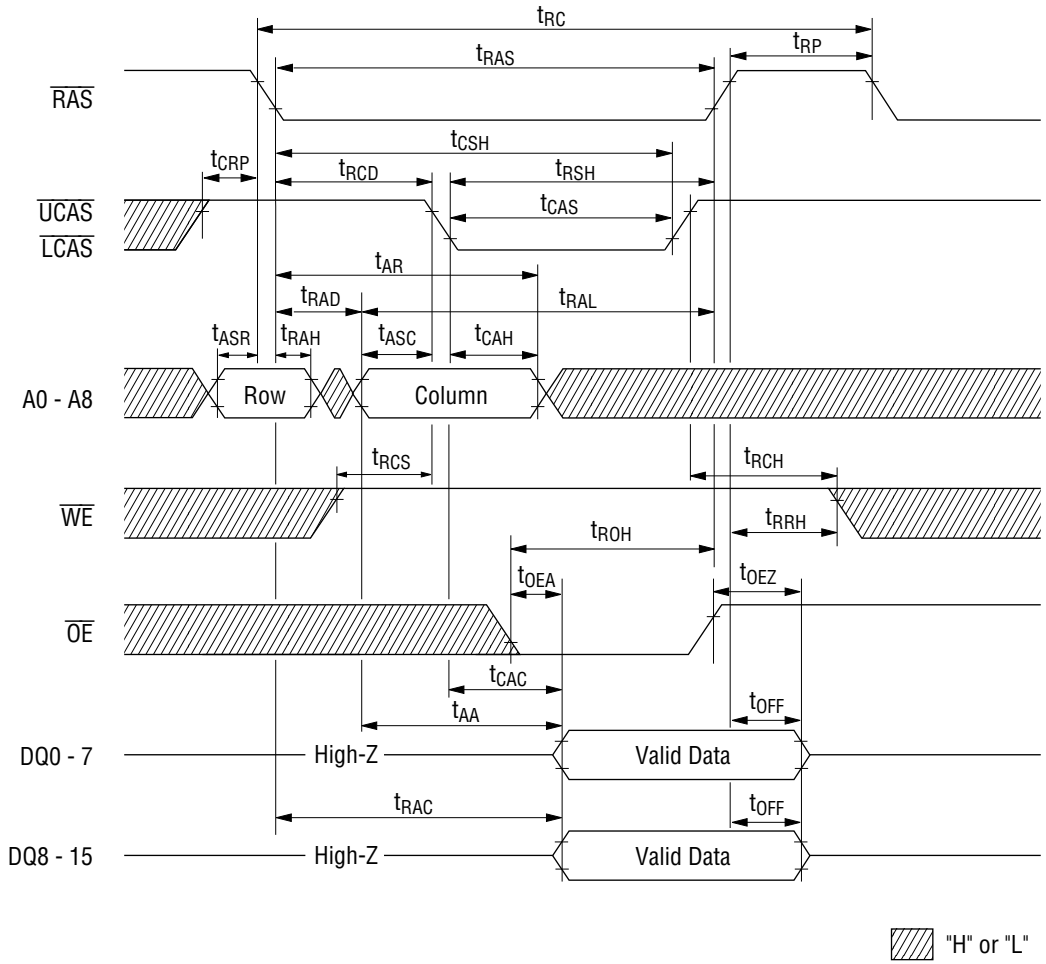 tRC
tRP
tRAS
RAS
tCSH
tCRP
tRCD
tRSH
UCAS
tCAS
LCAS
tAR
tRAD
tRAL
tASR
tRAH
tASC
tCAH
A0 - A8
Row
Column
tRCS
tRCH
WE
tRRH
tROH
tOEA
tOEZ
OE
tCAC
tAA
tOFF
DQ0 - 7
High-Z
Valid Data
tRAC
tOFF
DQ8 - 15
High-Z
Valid Data
"H" or "L"